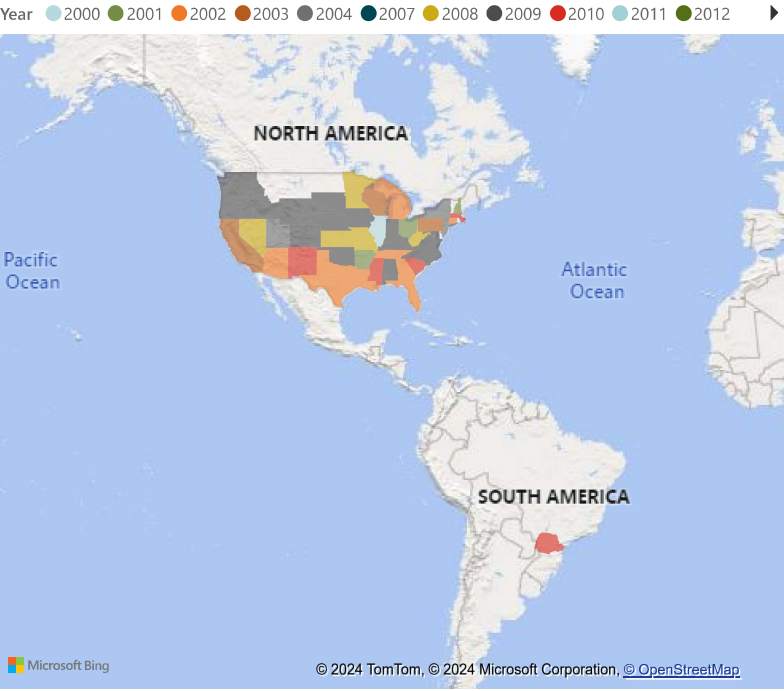 Year 2000 2001 2002 2003 2004 2007 2008 2009 2010 2011 2012
NORTH AMERICA
Pacific
Ocean
Atlantic
Ocean
SOUTH AMERICA
Microsoft Bing
© 2024 TomTom, © 2024 Microsoft Corporation, © OpenStreetMap